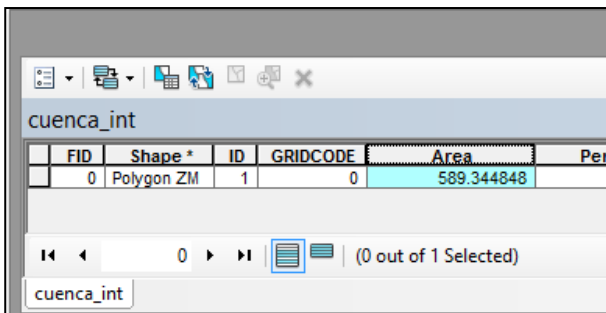 cuenca_int
FID Shape * ID GRIDCODE Area Per
0 Polygon ZM 1 0 589.344848
0 (0 out of 1 Selected)
cuenca_int